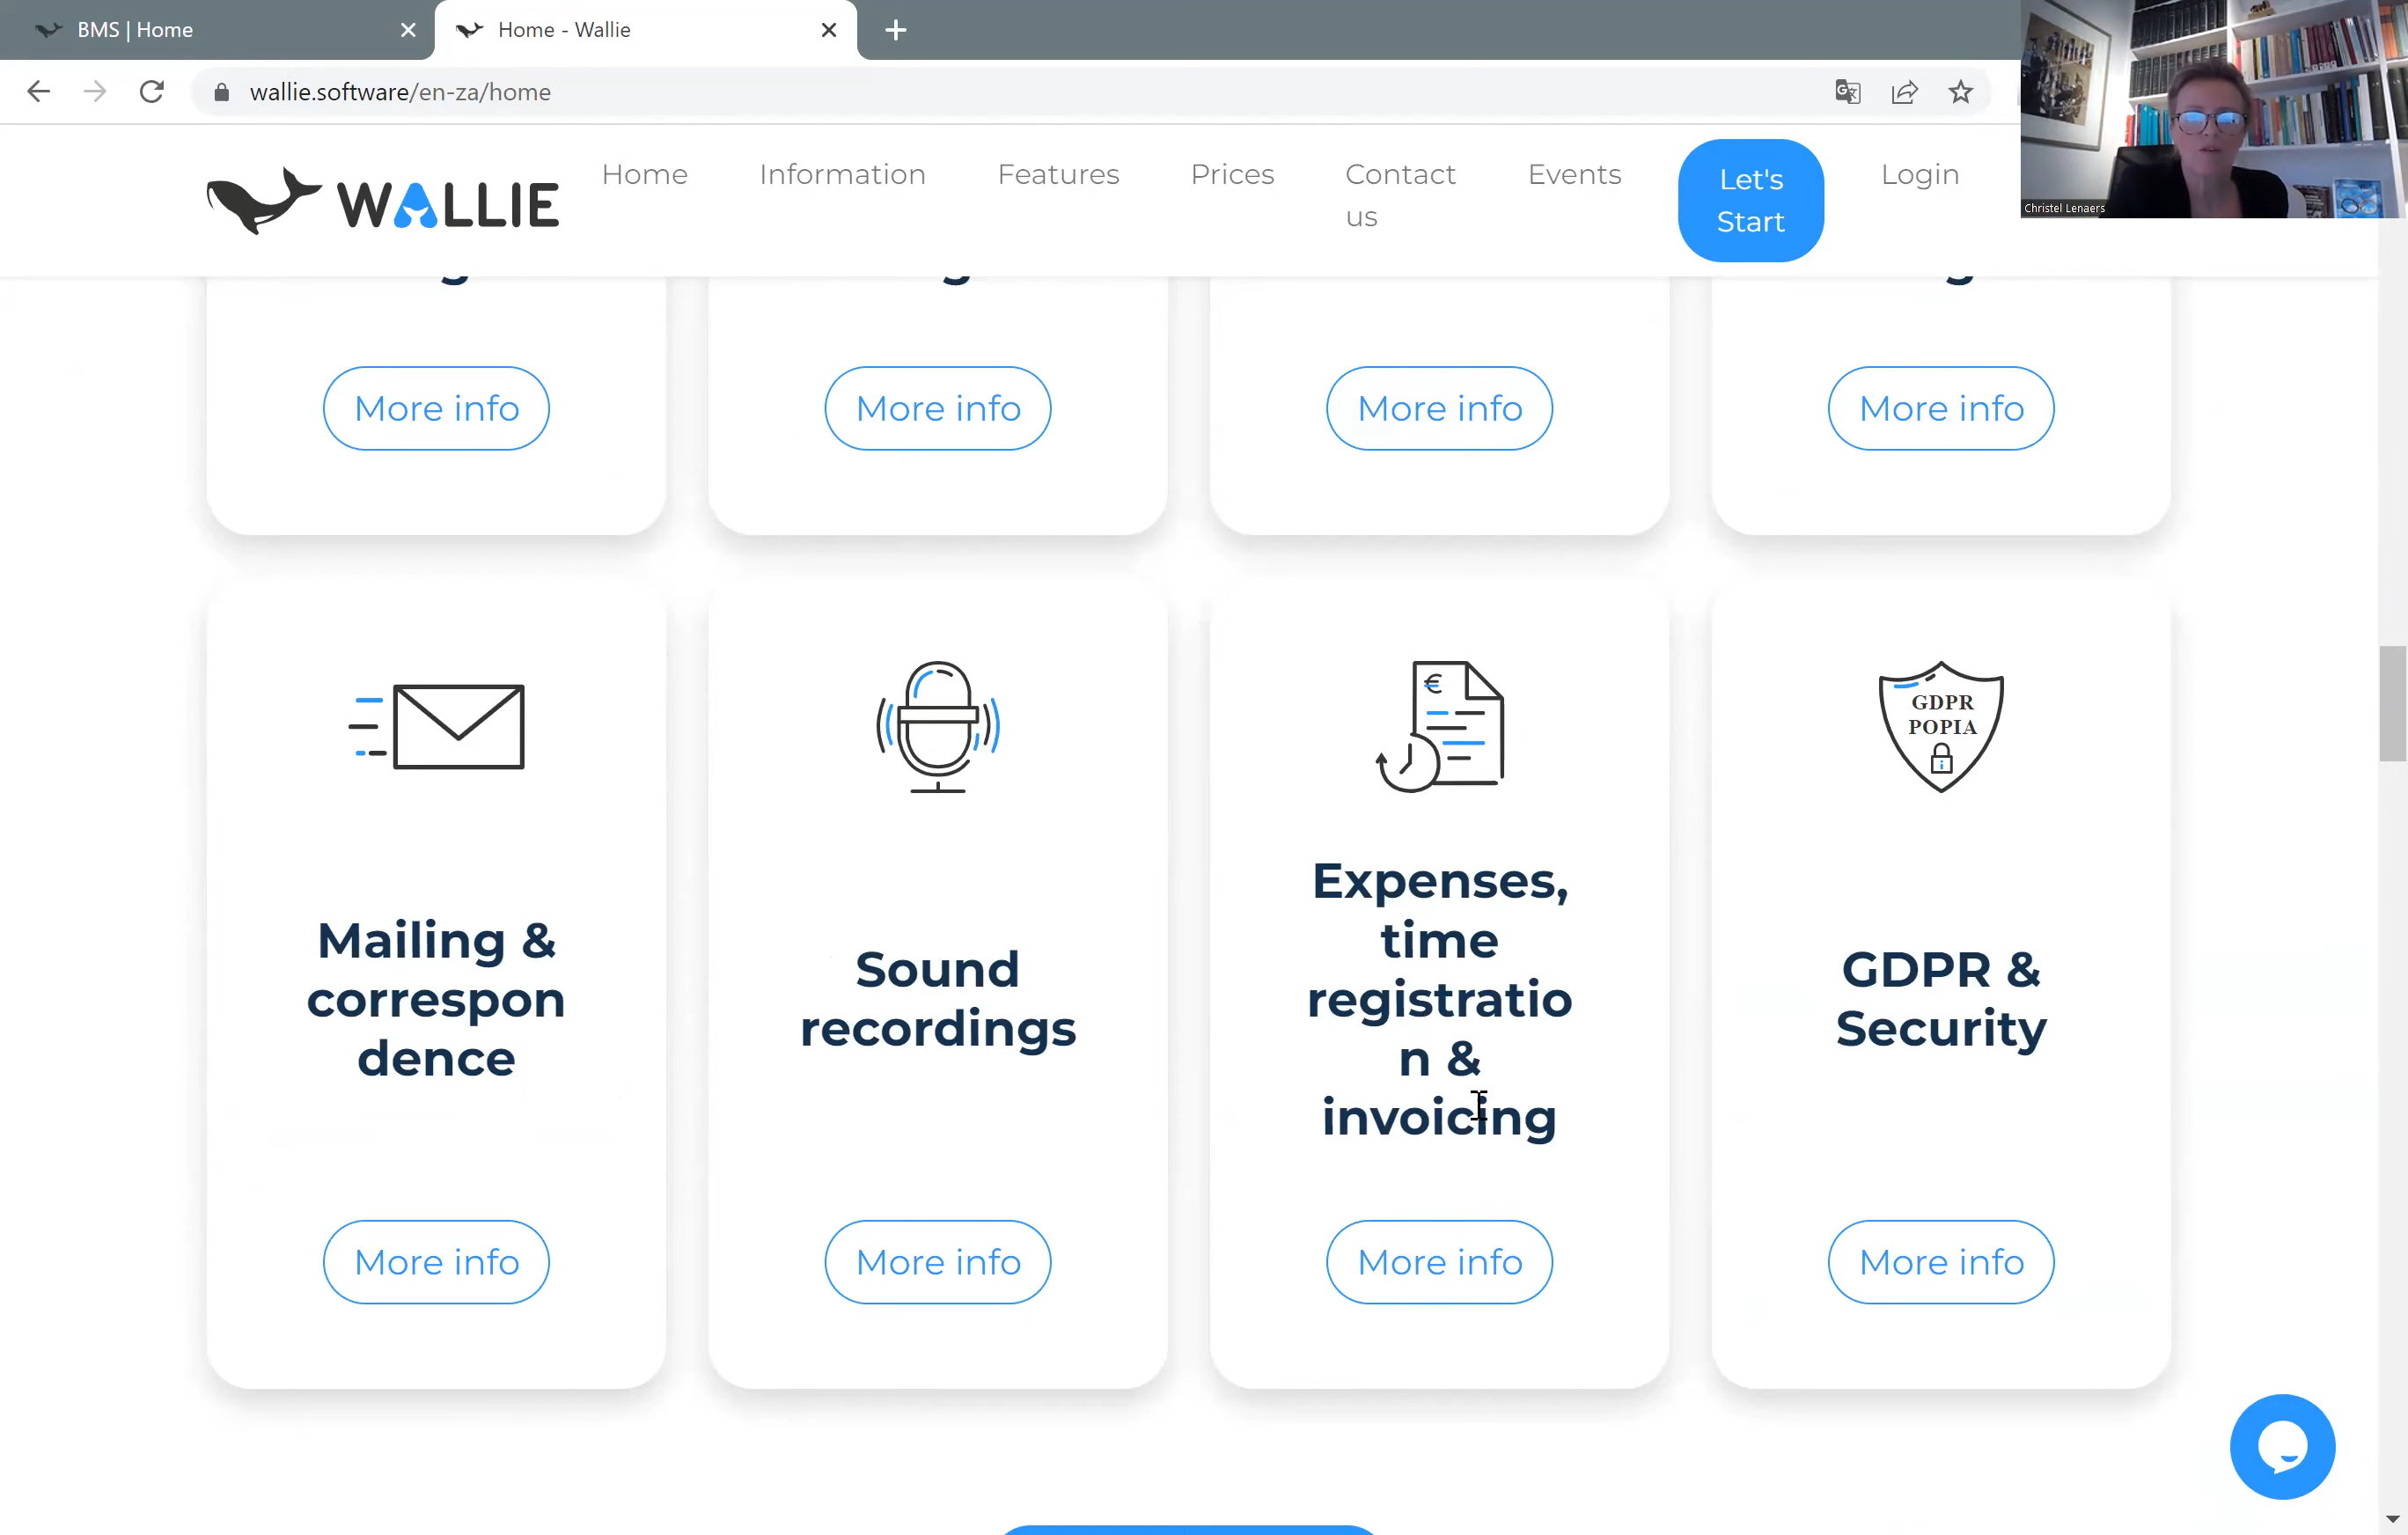 BMS | Home
Home - Wallie
wallie.software/en-za/home
WALLIE
Home
Information
Features
Prices
Contact
us
Events
Let's
Start
Login
Christel Lenaers
More info
More info
More info
More info
€
GDPR
POPIA
Mailing &
correspon
dence
Sound
recordings
Expenses,
time
registratio
n &
invoicing
GDPR &
Security
More info
More info
More info
More info